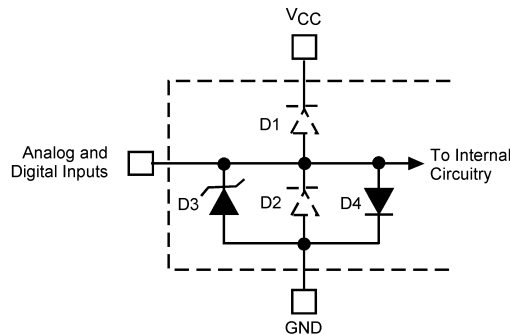 VCC
D1
Analog and
Digital Inputs
To Internal
Circuitry
D3
D2
D4
GND